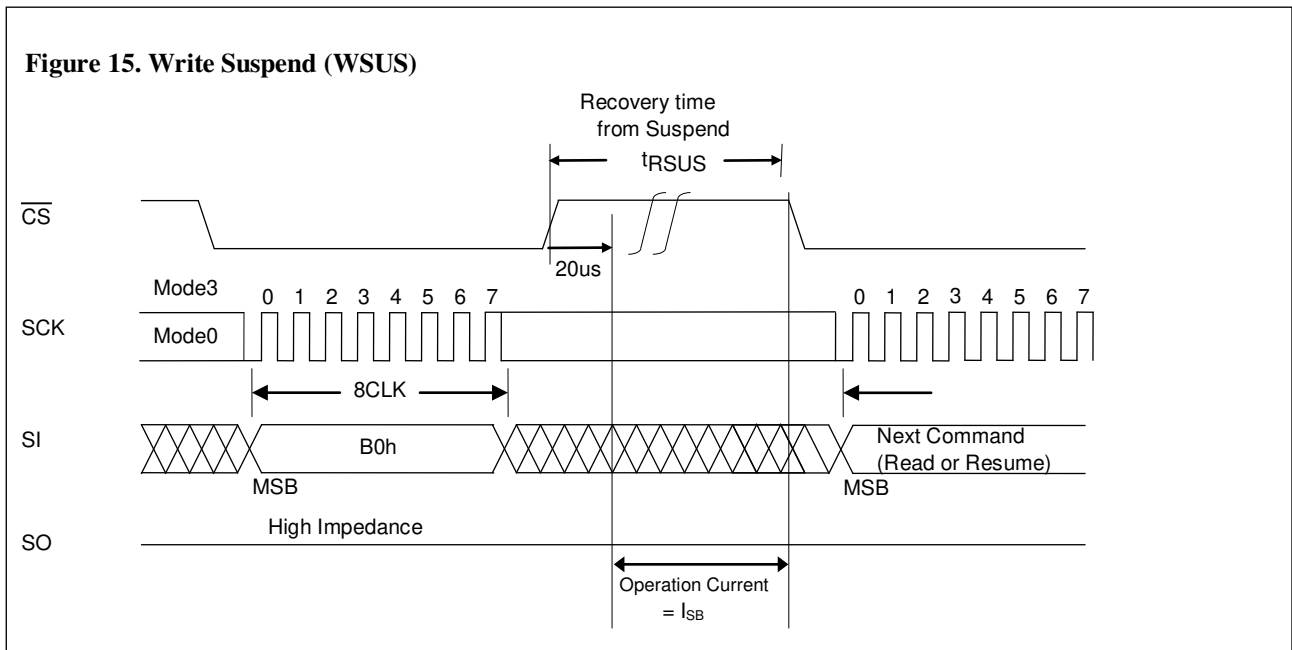 Figure 15. Write Suspend (WSUS)
Recovery time
from Suspend
tRSUS
CS
20us
Mode3
0 1 2 3 4 5 6 7
0 1 2 3 4 5 6 7
SCK
Mode0
8CLK
SI
B0h
Next Command
(Read or Resume)
MSB
MSB
High Impedance
SO
Operation Current
= ISB